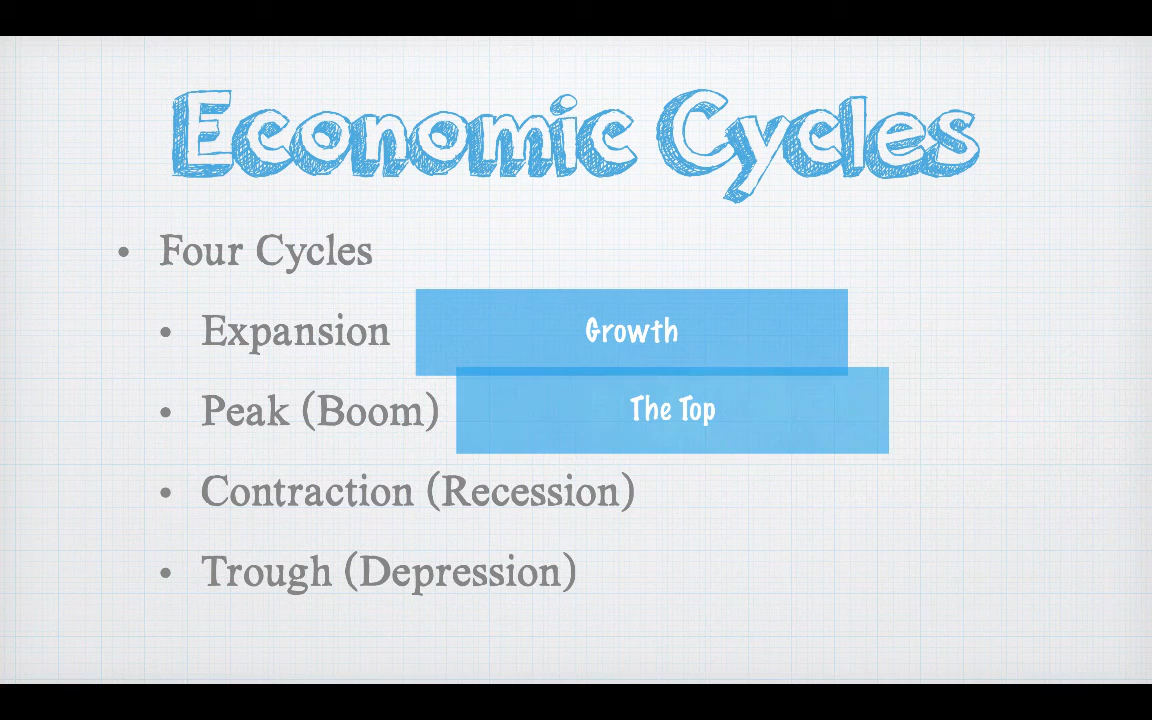 Economic Cycles
• Four Cycles
• Expansion Growth
• Peak (Boom) The Top
• Contraction (Recession)
• Trough (Depression)